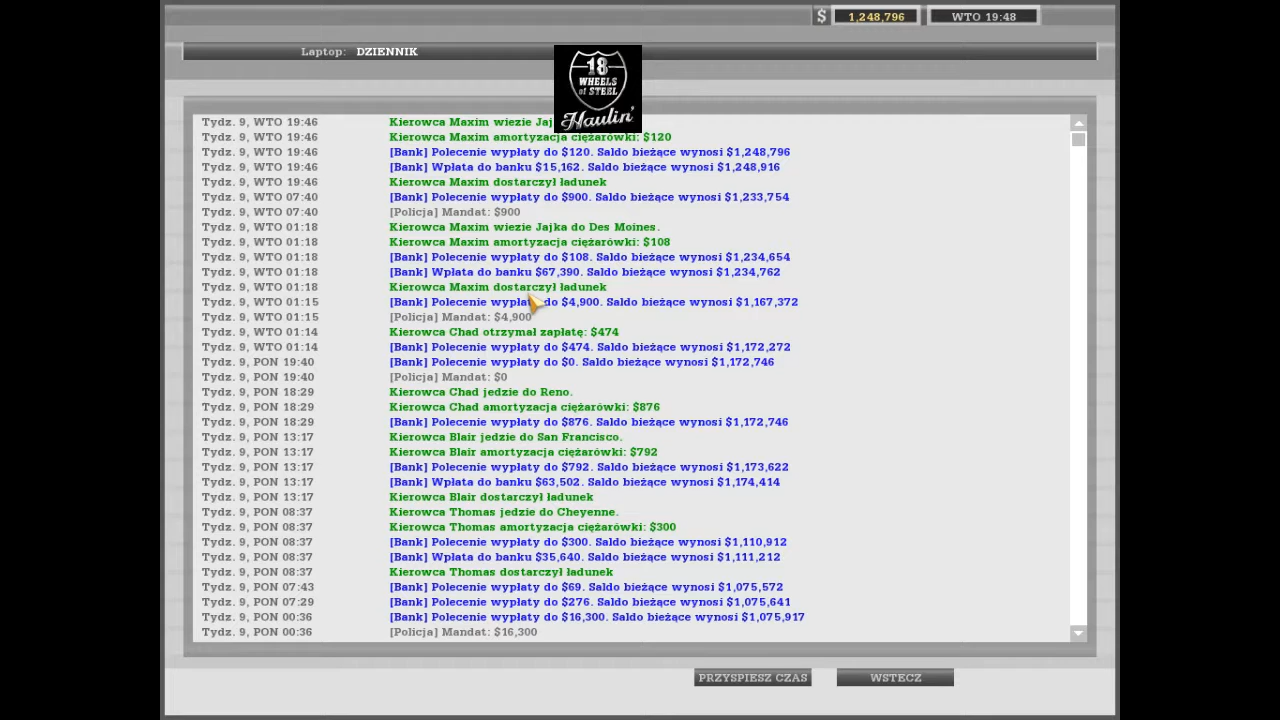 $ 1,248,796 WTO 19:48
Laptop: DZIENNIK
18 WHEELS of STEEL Haulin'
Tydz. 9, WTO 19:46 Kierowca Maxim wiezie Jaj
Tydz. 9, WTO 19:46 Kierowca Maxim amortyzacja ciężarówki: $120
Tydz. 9, WTO 19:46 [Bank] Polecenie wypłaty do $120. Saldo bieżące wynosi $1,248,796
Tydz. 9, WTO 19:46 [Bank] Wpłata do banku $15,162. Saldo bieżące wynosi $1,248,916
Tydz. 9, WTO 19:46 Kierowca Maxim dostarczył ładunek
Tydz. 9, WTO 07:40 [Bank] Polecenie wypłaty do $900. Saldo bieżące wynosi $1,233,754
Tydz. 9, WTO 07:40 [Policja] Mandat: $900
Tydz. 9, WTO 01:18 Kierowca Maxim wiezie Jajka do Des Moines.
Tydz. 9, WTO 01:18 Kierowca Maxim amortyzacja ciężarówki: $108
Tydz. 9, WTO 01:18 [Bank] Polecenie wypłaty do $108. Saldo bieżące wynosi $1,234,654
Tydz. 9, WTO 01:18 [Bank] Wpłata do banku $67,390. Saldo bieżące wynosi $1,234,762
Tydz. 9, WTO 01:18 Kierowca Maxim dostarczył ładunek
Tydz. 9, WTO 01:15 [Bank] Polecenie wypłaty do $4,900. Saldo bieżące wynosi $1,167,372
Tydz. 9, WTO 01:15 [Policja] Mandat: $4,900
Tydz. 9, WTO 01:14 Kierowca Chad otrzymał zapłatę: $474
Tydz. 9, WTO 01:14 [Bank] Polecenie wypłaty do $474. Saldo bieżące wynosi $1,172,272
Tydz. 9, PON 19:40 [Bank] Polecenie wypłaty do $0. Saldo bieżące wynosi $1,172,746
Tydz. 9, PON 19:40 [Policja] Mandat: $0
Tydz. 9, PON 18:29 Kierowca Chad jedzie do Reno.
Tydz. 9, PON 18:29 Kierowca Chad amortyzacja ciężarówki: $876
Tydz. 9, PON 18:29 [Bank] Polecenie wypłaty do $876. Saldo bieżące wynosi $1,172,746
Tydz. 9, PON 13:17 Kierowca Blair jedzie do San Francisco.
Tydz. 9, PON 13:17 Kierowca Blair amortyzacja ciężarówki: $792
Tydz. 9, PON 13:17 [Bank] Polecenie wypłaty do $792. Saldo bieżące wynosi $1,173,622
Tydz. 9, PON 13:17 [Bank] Wpłata do banku $63,502. Saldo bieżące wynosi $1,174,414
Tydz. 9, PON 13:17 Kierowca Blair dostarczył ładunek
Tydz. 9, PON 08:37 Kierowca Thomas jedzie do Cheyenne.
Tydz. 9, PON 08:37 Kierowca Thomas amortyzacja ciężarówki: $300
Tydz. 9, PON 08:37 [Bank] Polecenie wypłaty do $300. Saldo bieżące wynosi $1,110,912
Tydz. 9, PON 08:37 [Bank] Wpłata do banku $35,640. Saldo bieżące wynosi $1,111,212
Tydz. 9, PON 08:37 Kierowca Thomas dostarczył ładunek
Tydz. 9, PON 07:43 [Bank] Polecenie wypłaty do $69. Saldo bieżące wynosi $1,075,572
Tydz. 9, PON 07:29 [Bank] Polecenie wypłaty do $276. Saldo bieżące wynosi $1,075,641
Tydz. 9, PON 00:36 [Bank] Polecenie wypłaty do $16,300. Saldo bieżące wynosi $1,075,917
Tydz. 9, PON 00:36 [Policja] Mandat: $16,300
PRZYSPIESZ CZAS WSTECZ